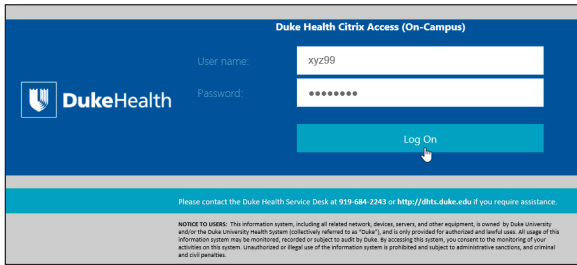 Duke Health Citrix Access (On-Campus)
User name:
xyz99
DukeHealth
Password:
●●●●●●●●
Log On
Please contact the Duke Health Service Desk at 919-684-2243 or http://dhts.duke.edu if you require assistance.
NOTICE TO USERS: This information system, including all related network, devices, servers, and other equipment, is owned by Duke University
and/or the Duke University Health System (collectively referred to as "Duke"), and is only provided for authorized and lawful uses. All usage of this
information system may be monitored, recorded or subject to audit by Duke. By accessing this system, you consent to the monitoring of your
activities on this system. Unauthorized or illegal use of the information system is prohibited and subject to administrative sanctions, and criminal
and civil penalties.